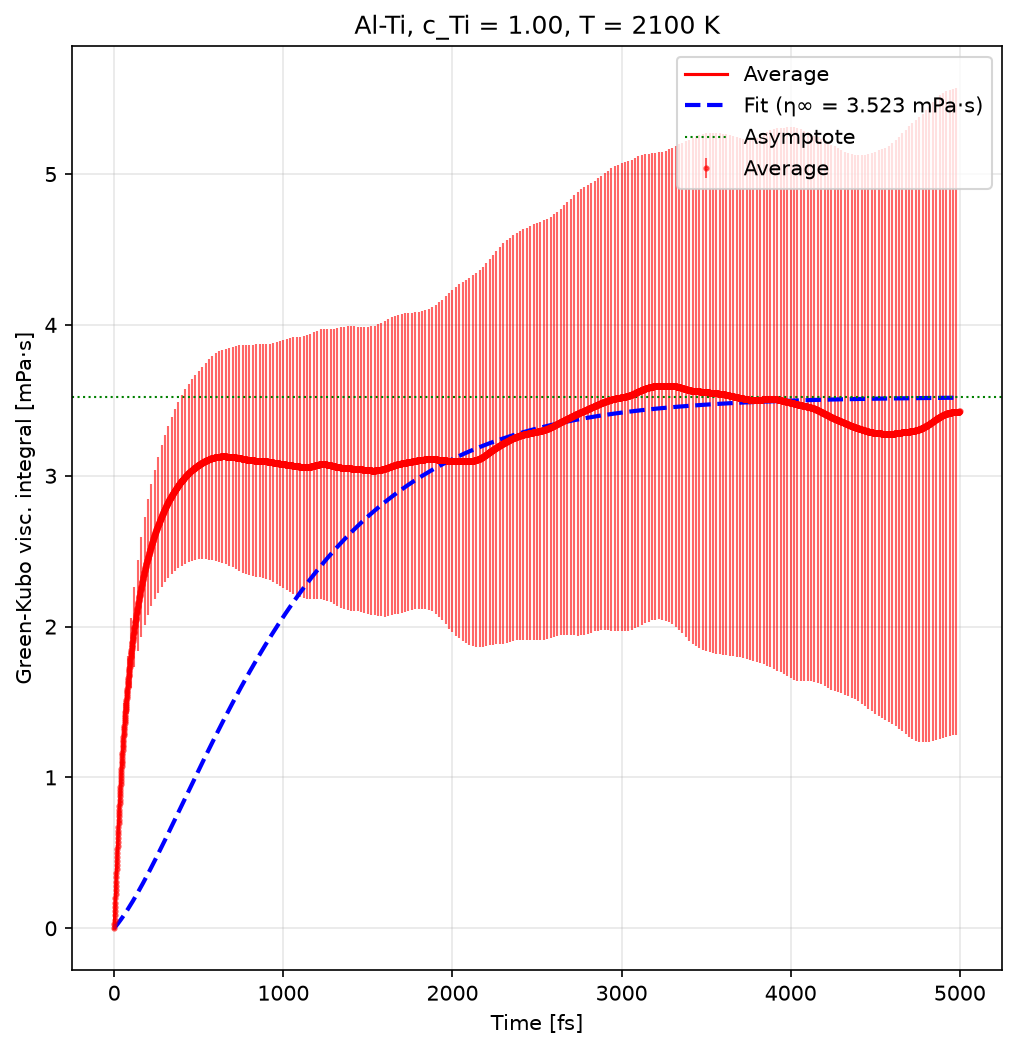 Al-Ti, c_Ti = 1.00, T = 2100 K
Average
Fit (η∞ = 3.523 mPa·s)
Asymptote
Average
Green-Kubo visc. integral [mPa·s]
5
4
3
2
1
0
0 1000 2000 3000 4000 5000
Time [fs]